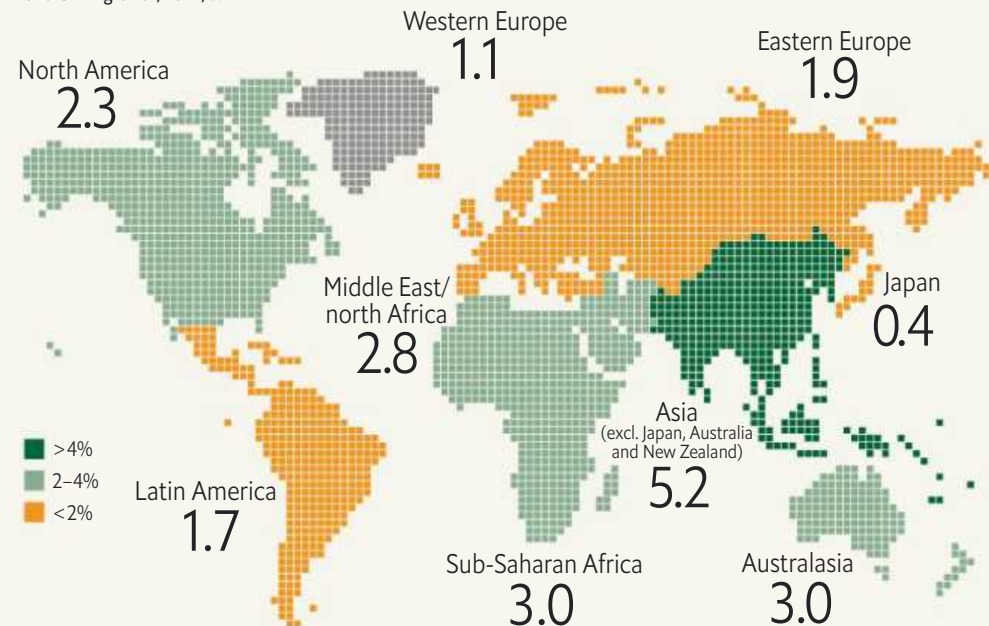 Western Europe
1.1
Eastern Europe
1.9
North America
2.3
Middle East/
north Africa
2.8
Japan
0.4
Asia
(excl. Japan, Australia
and New Zealand)
5.2
>4%
2–4%
<2%
Latin America
1.7
Sub-Saharan Africa
3.0
Australasia
3.0